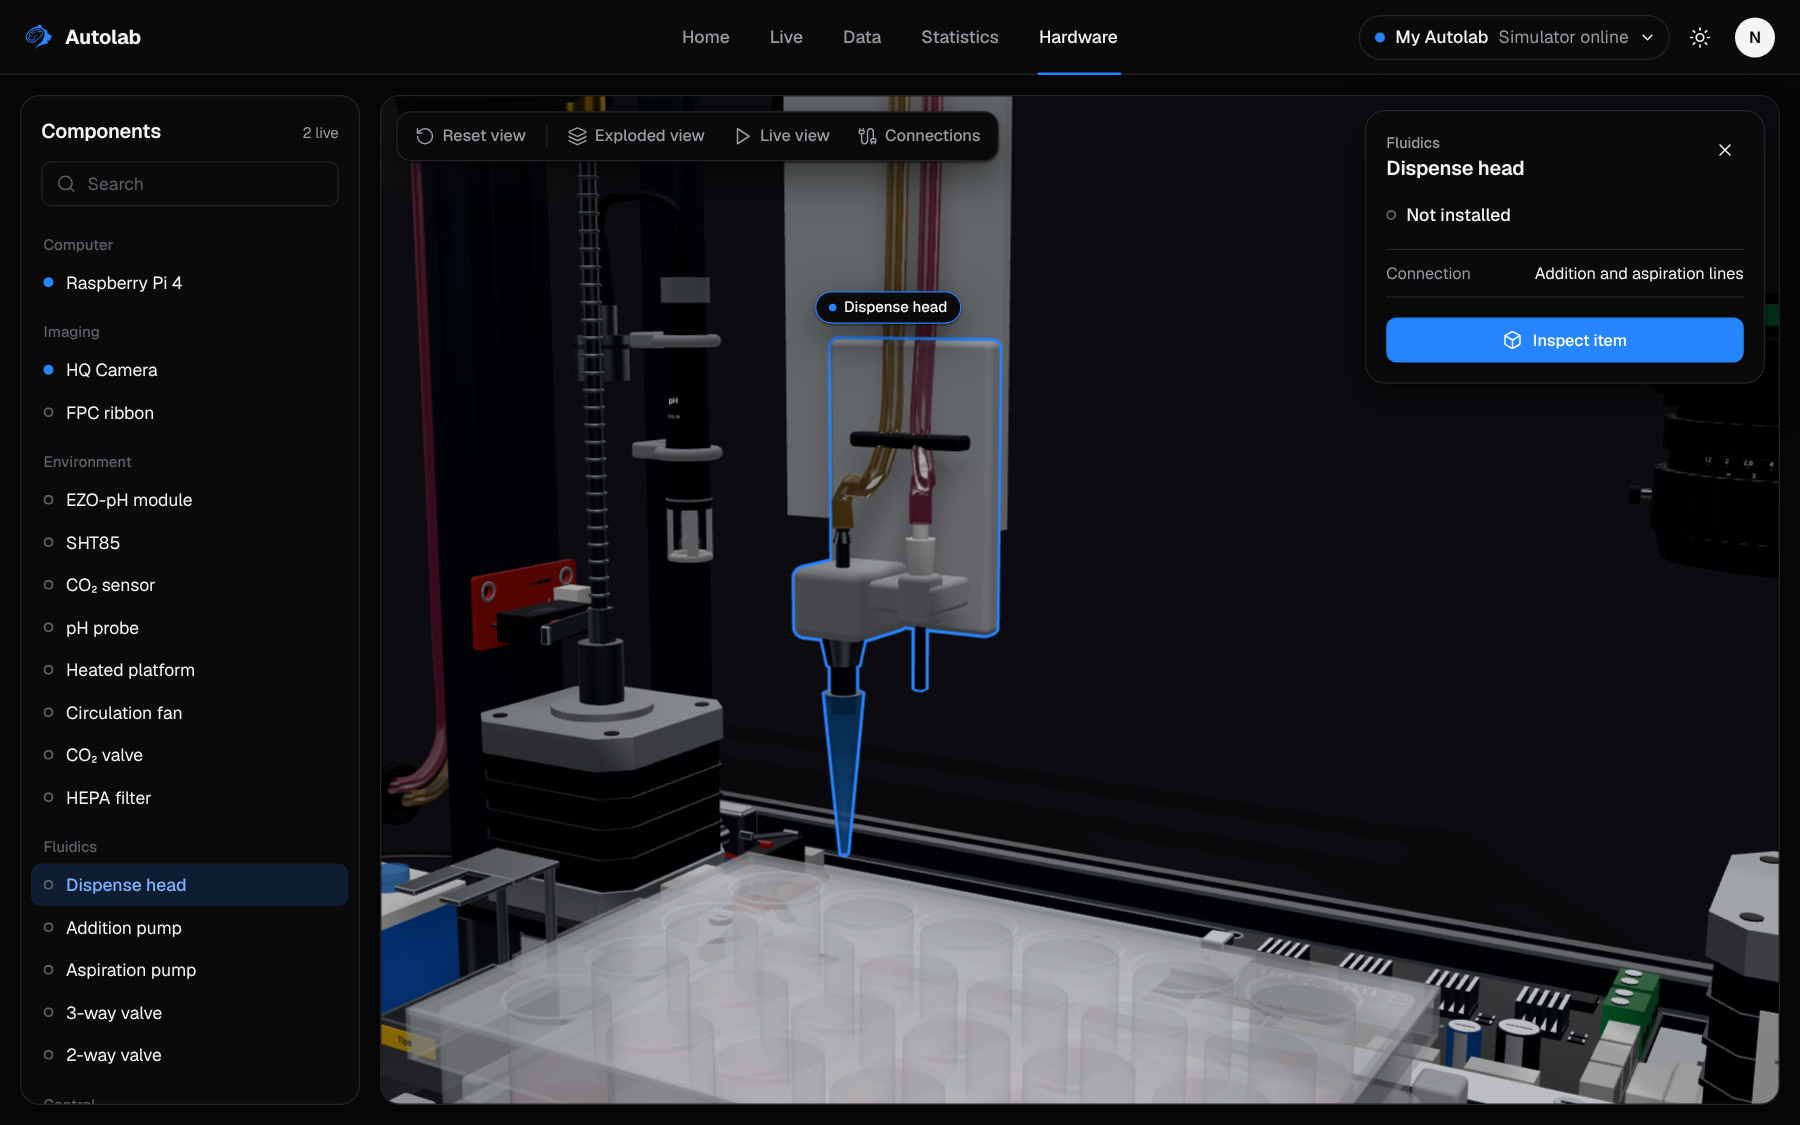 Autolab
Home
Live
Data
Statistics
Hardware
My Autolab Simulator online
N
Components
2 live
Search
Computer
Raspberry Pi 4
Imaging
HQ Camera
FPC ribbon
Environment
EZO-pH module
SHT85
CO₂ sensor
pH probe
Heated platform
Circulation fan
CO₂ valve
HEPA filter
Fluidics
Dispense head
Addition pump
Aspiration pump
3-way valve
2-way valve
Control
Reset view
Exploded view
Live view
Connections
Dispense head
pH
Tips
Fluidics
Dispense head
Not installed
Connection
Addition and aspiration lines
Inspect item